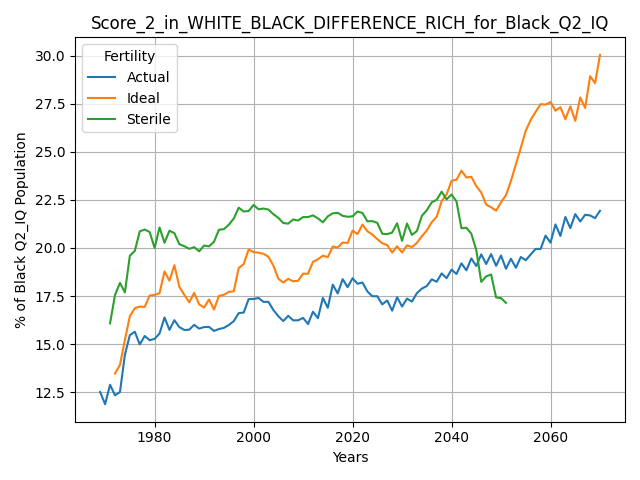 Score_2_in_WHITE_BLACK_DIFFERENCE_RICH_for_Black_Q2_IQ
Fertility
Actual
Ideal
Sterile
% of Black Q2_IQ Population
30.0
27.5
25.0
22.5
20.0
17.5
15.0
12.5
1980
2000
2020
2040
2060
Years